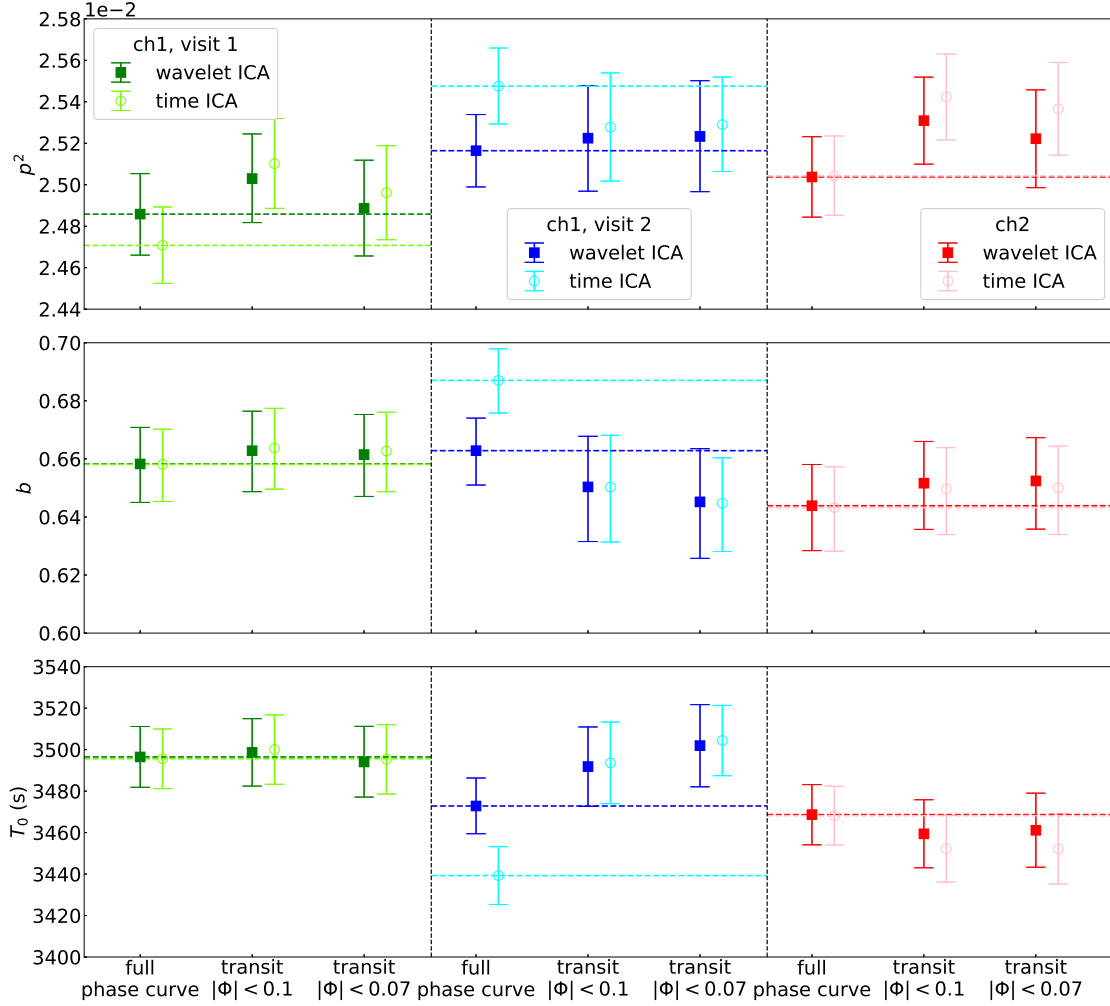 1e−2
2.58
2.56
2.54
2.52
2.50
2.48
2.46
2.44
p²
ch1, visit 1
wavelet ICA
time ICA
ch1, visit 2
wavelet ICA
time ICA
ch2
wavelet ICA
time ICA
0.70
0.68
0.66
0.64
0.62
0.60
b
3540
3520
3500
3480
3460
3440
3420
3400
T₀ (s)
full
phase curve
transit
|Φ| < 0.1
transit
|Φ| < 0.07
full
phase curve
transit
|Φ| < 0.1
transit
|Φ| < 0.07
full
phase curve
transit
|Φ| < 0.1
transit
|Φ| < 0.07